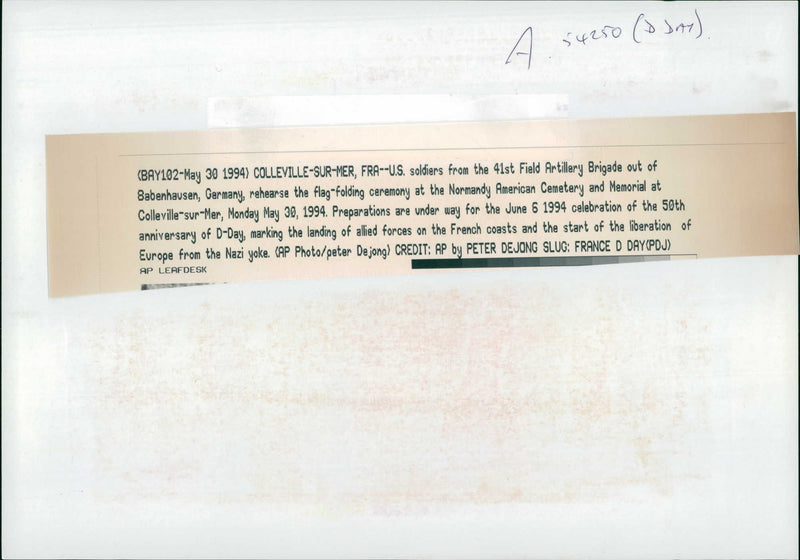 A. 54250 (D DAY).
(BAY102-May 30 1994) COLLEVILLE-SUR-MER, FRA--U.S. soldiers from the 41st Field Artillery Brigade out of
Babenhausen, Germany, rehearse the flag-folding ceremony at the Normandy American Cemetery and Memorial at
Colleville-sur-Mer, Monday May 30, 1994. Preparations are under way for the June 6 1994 celebration of the 50th
anniversary of D-Day, marking the landing of allied forces on the French coasts and the start of the liberation of
Europe from the Nazi yoke. (AP Photo/peter Dejong) CREDIT: AP by PETER DEJONG SLUG: FRANCE D DAY(PDJ)
AP LEAFDESK